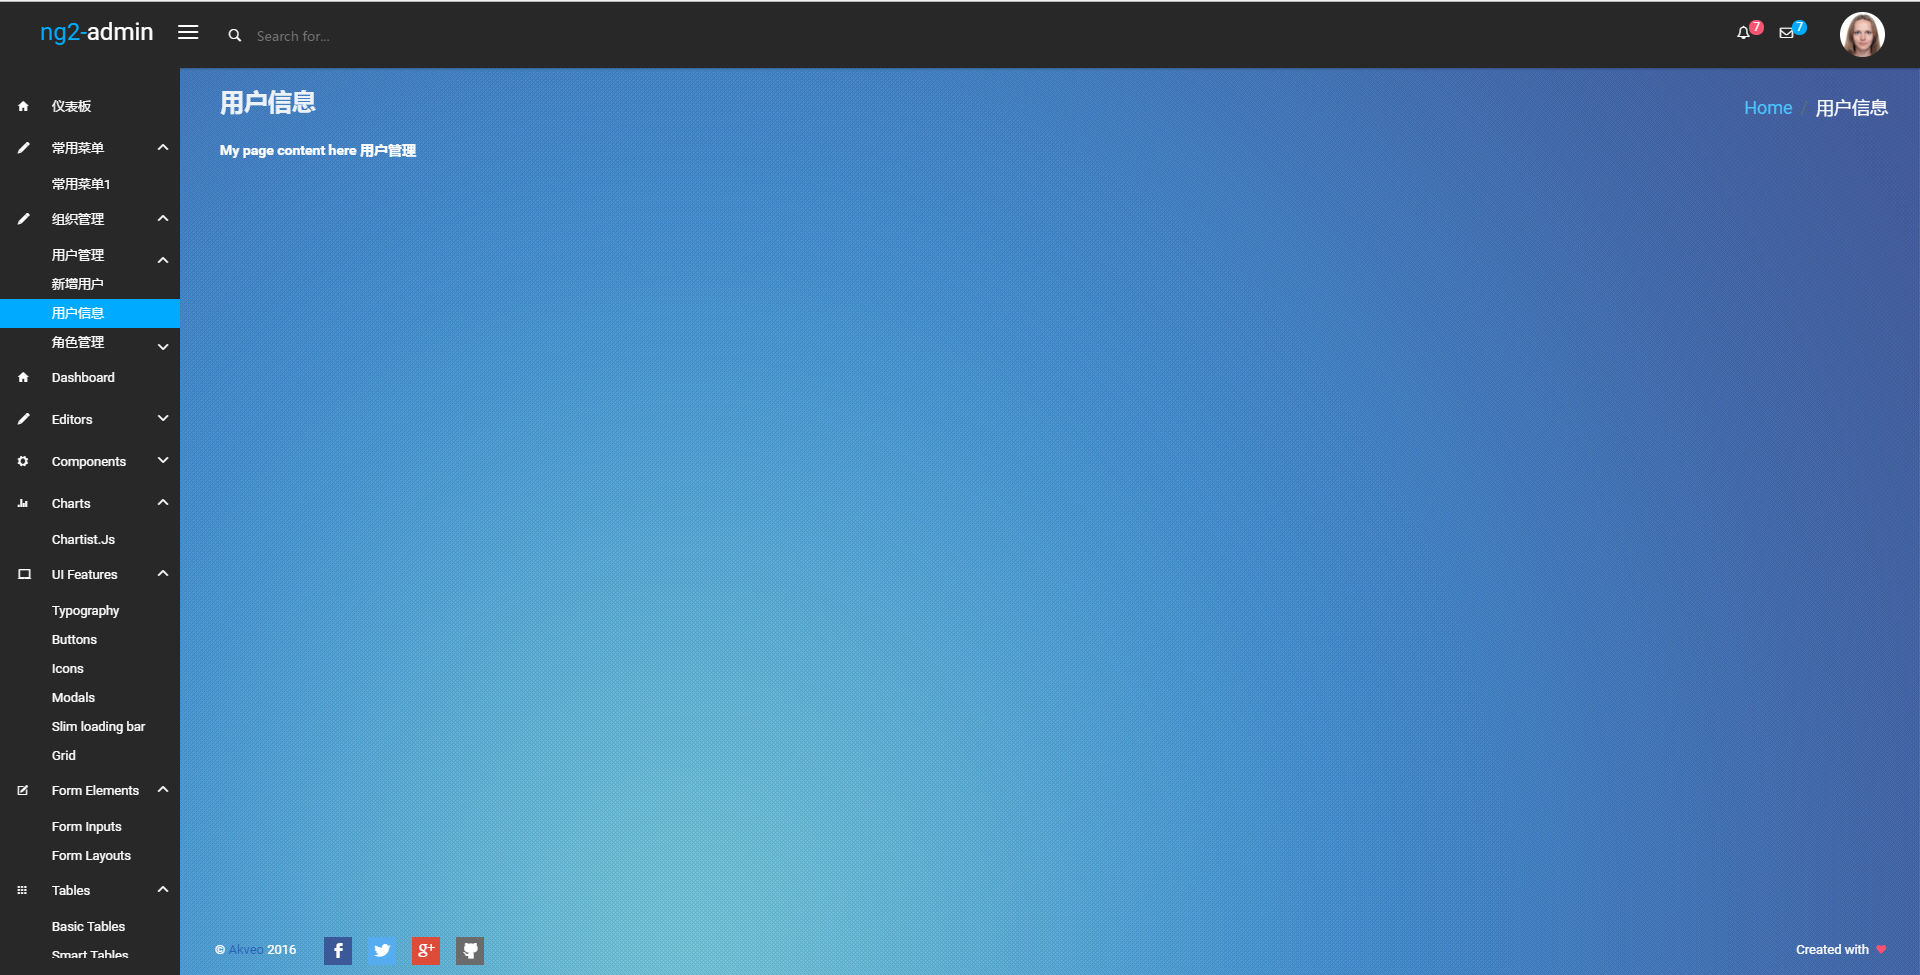 ng2-admin
Search for...
7
7
仪表板
常用菜单
常用菜单1
组织管理
用户管理
新增用户
用户信息
角色管理
Dashboard
Editors
Components
Charts
Chartist.Js
UI Features
Typography
Buttons
Icons
Modals
Slim loading bar
Grid
Form Elements
Form Inputs
Form Layouts
Tables
Basic Tables
Smart Tables
用户信息
Home / 用户信息
My page content here 用户管理
© Akveo 2016
Created with